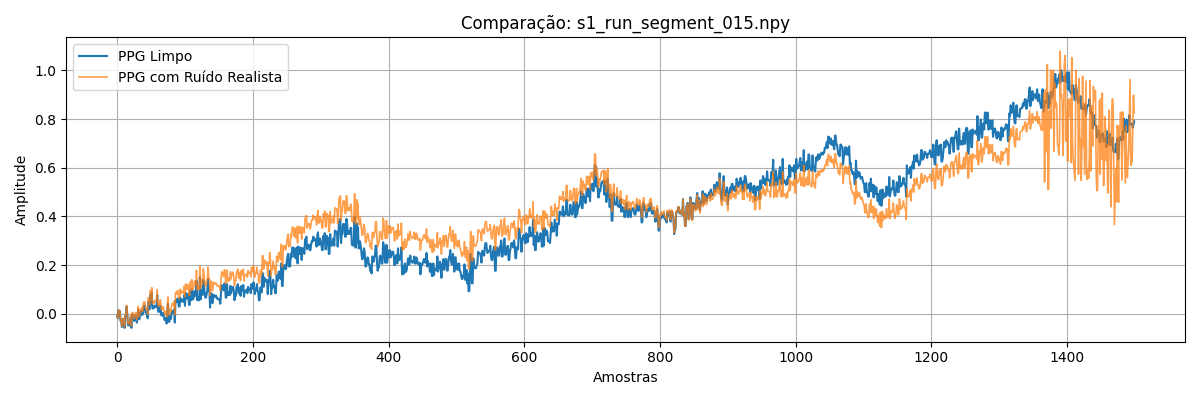 Comparação: s1_run_segment_015.npy
PPG Limpo
PPG com Ruído Realista
Amplitude
1.0
0.8
0.6
0.4
0.2
0.0
0 200 400 600 800 1000 1200 1400
Amostras